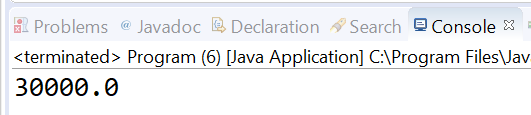 Problems @ Javadoc Declaration Search Console
<terminated> Program (6) [Java Application] C:\Program Files\Jav
30000.0